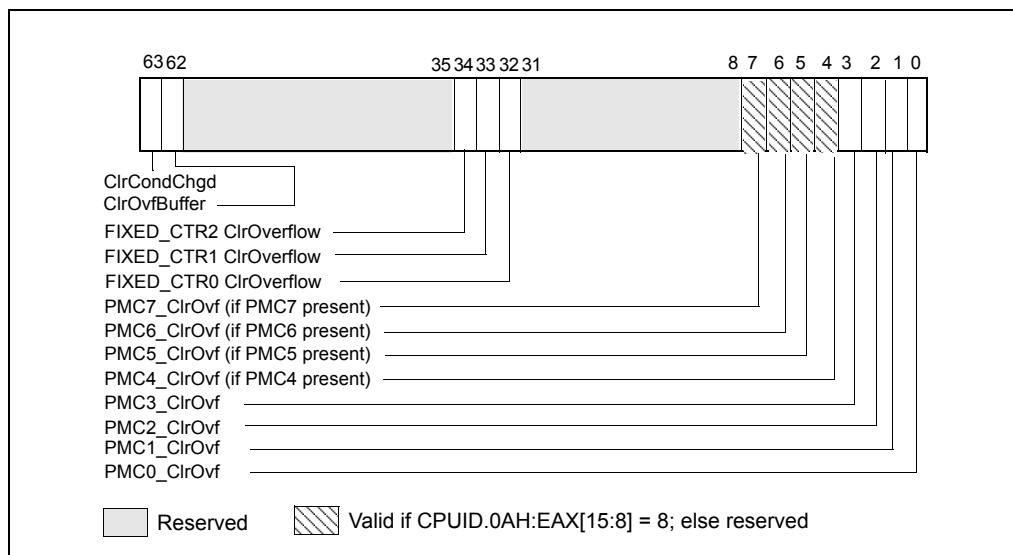 63 62 35 34 33 32 31 8 7 6 5 4 3 2 1 0
ClrCondChgd
ClrOvfBuffer
FIXED_CTR2 ClrOverflow
FIXED_CTR1 ClrOverflow
FIXED_CTR0 ClrOverflow
PMC7_ClrOvf (if PMC7 present)
PMC6_ClrOvf (if PMC6 present)
PMC5_ClrOvf (if PMC5 present)
PMC4_ClrOvf (if PMC4 present)
PMC3_ClrOvf
PMC2_ClrOvf
PMC1_ClrOvf
PMC0_ClrOvf
Reserved Valid if CPUID.0AH:EAX[15:8] = 8; else reserved